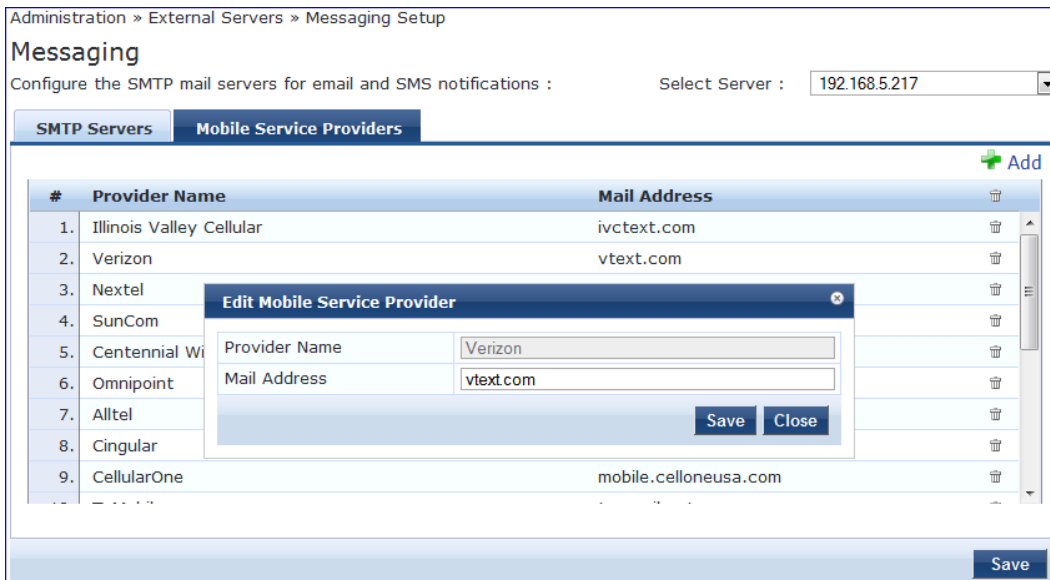 Administration » External Servers » Messaging Setup
Messaging
Configure the SMTP mail servers for email and SMS notifications : Select Server : 192.168.5.217
SMTP Servers Mobile Service Providers
Add
# Provider Name Mail Address
1. Illinois Valley Cellular ivctext.com
2. Verizon vtext.com
3. Nextel
Edit Mobile Service Provider
4. SunCom
Provider Name Verizon
5. Centennial Wi
Mail Address vtext.com
6. Omnipoint
7. Alltel
Save Close
8. Cingular
9. CellularOne mobile.celloneusa.com
Save